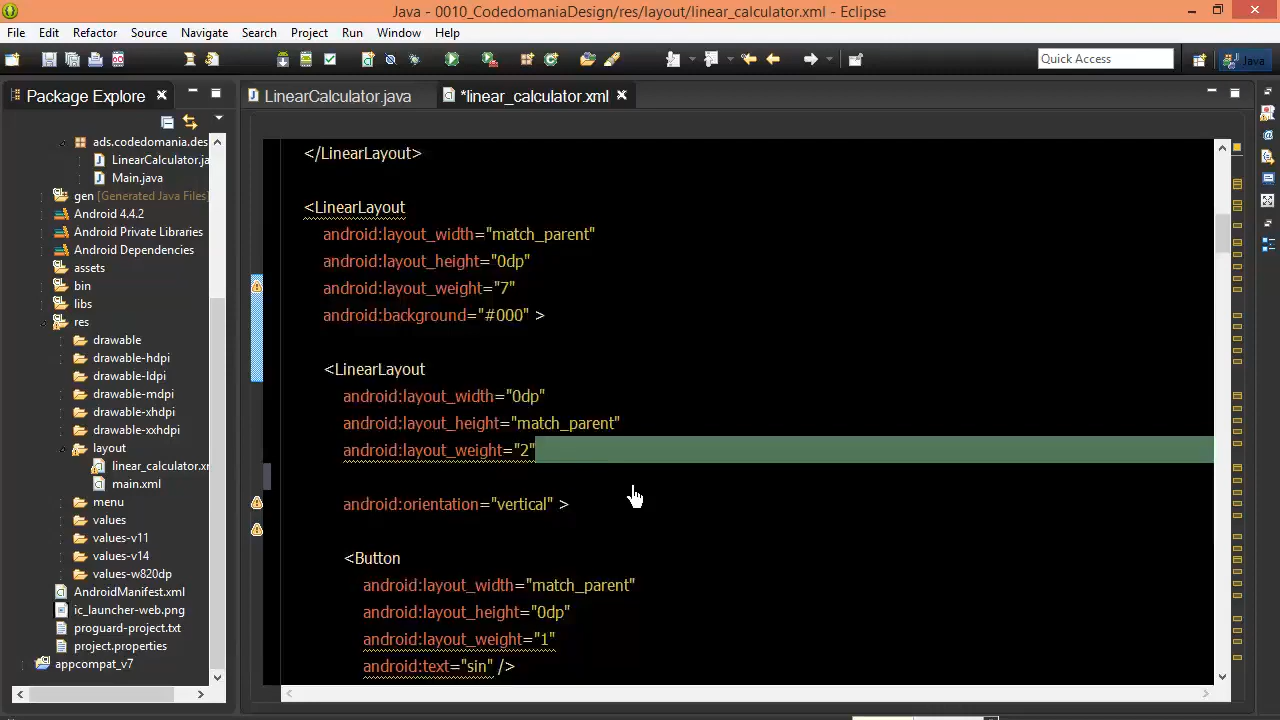 Java - 0010_CodedomaniaDesign/res/layout/linear_calculator.xml - Eclipse
File Edit Refactor Source Navigate Search Project Run Window Help
Quick Access
Java
Package Explore
LinearCalculator.java
*linear_calculator.xml
ads.codedomania.des
LinearCalculator.ja
Main.java
gen [Generated Java Files]
Android 4.4.2
Android Private Libraries
Android Dependencies
assets
bin
libs
res
drawable
drawable-hdpi
drawable-ldpi
drawable-mdpi
drawable-xhdpi
drawable-xxhdpi
layout
linear_calculator.xr
main.xml
menu
values
values-v11
values-v14
values-w820dp
AndroidManifest.xml
ic_launcher-web.png
proguard-project.txt
project.properties
appcompat_v7
</LinearLayout>
<LinearLayout
android:layout_width="match_parent"
android:layout_height="0dp"
android:layout_weight="7"
android:background="#000" >
<LinearLayout
android:layout_width="0dp"
android:layout_height="match_parent"
android:layout_weight="2"
android:orientation="vertical" >
<Button
android:layout_width="match_parent"
android:layout_height="0dp"
android:layout_weight="1"
android:text="sin" />